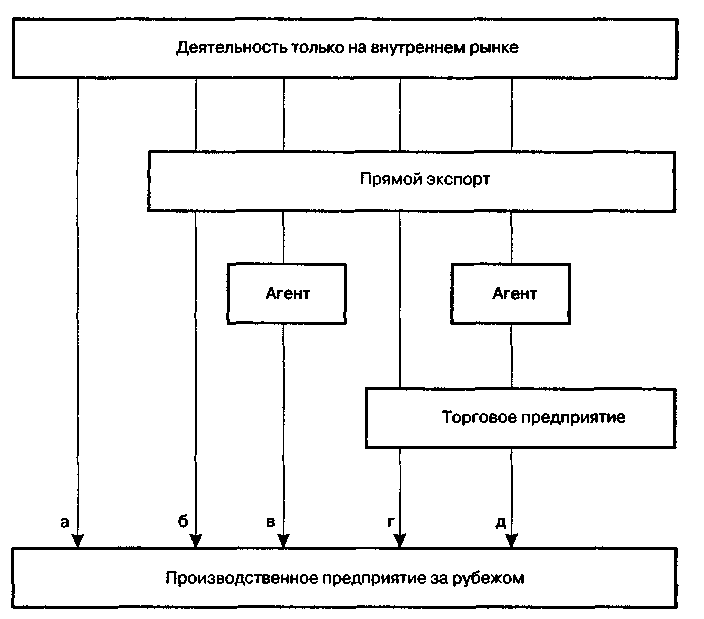 Деятельность только на внутреннем рынке
Прямой экспорт
Агент
Агент
Торговое предприятие
а
б
в
г
д
Производственное предприятие за рубежом